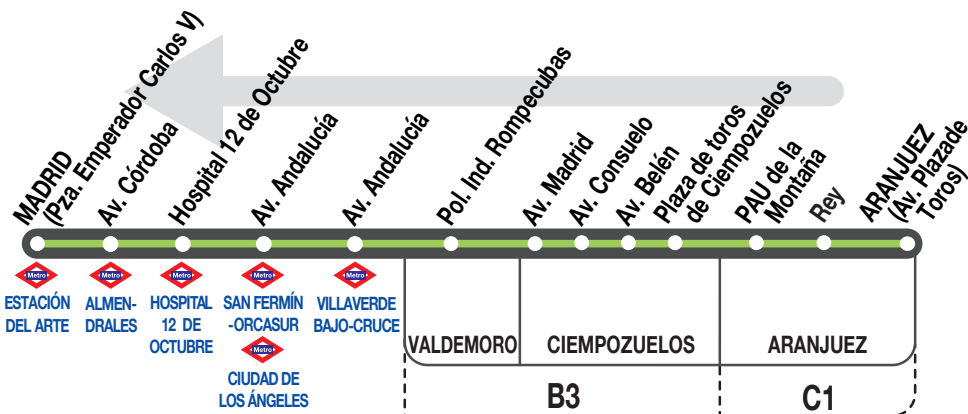 MADRID
(Pza. Emperador Carlos V)
Av. Córdoba
Hospital 12 de Octubre
Av. Andalucía
Av. Andalucía
Pol. Ind. Rompecubas
Av. Madrid
Av. Consuelo
Av. Belén
Plaza de toros
de Ciempozuelos
PAU de la
Montaña
Rey
ARANJUEZ
(Av. Plazade
Toros)
Metro
ESTACIÓN
DEL ARTE
Metro
ALMEN-
DRALES
Metro
HOSPITAL
12 DE
OCTUBRE
Metro
SAN FERMÍN
-ORCASUR
Metro
CIUDAD DE
LOS ÁNGELES
Metro
VILLAVERDE
BAJO-CRUCE
VALDEMORO
CIEMPOZUELOS
ARANJUEZ
B3
C1